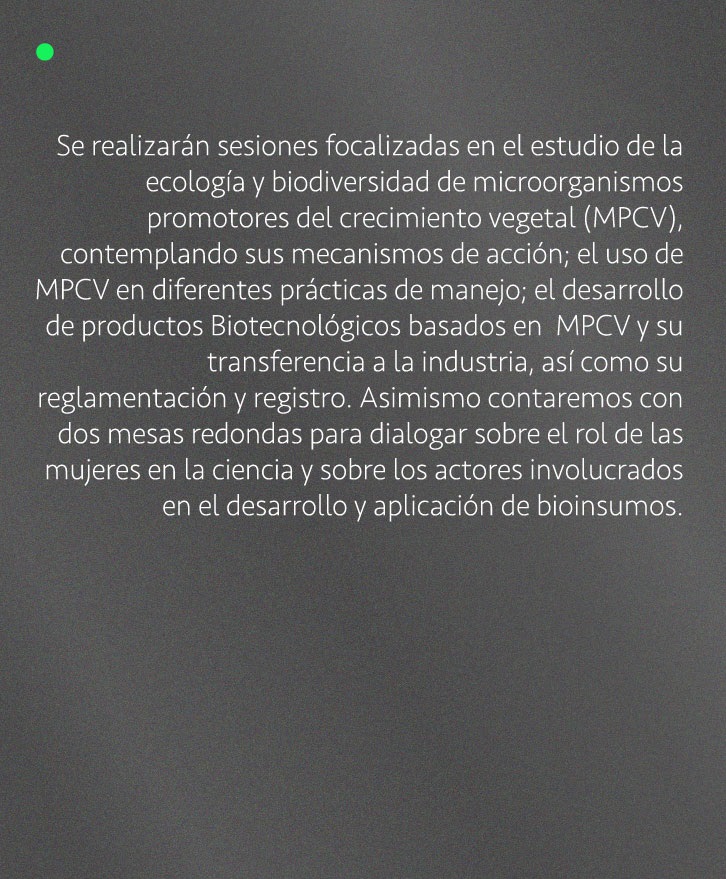 Se realizarán sesiones focalizadas en el estudio de la
ecología y biodiversidad de microorganismos
promotores del crecimiento vegetal (MPCV),
contemplando sus mecanismos de acción; el uso de
MPCV en diferentes prácticas de manejo; el desarrollo
de productos Biotecnológicos basados en  MPCV y su
transferencia a la industria, así como su
reglamentación y registro. Asimismo contaremos con
dos mesas redondas para dialogar sobre el rol de las
mujeres en la ciencia y sobre los actores involucrados
en el desarrollo y aplicación de bioinsumos.